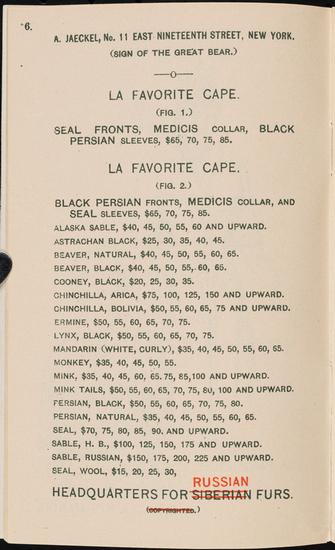 6.
A. JAECKEL, No. 11 EAST NINETEENTH STREET, NEW YORK.
(SIGN OF THE GREAT BEAR.)
—O—
LA FAVORITE CAPE.
(FIG. 1.)
SEAL FRONTS, MEDICIS COLLAR, BLACK
PERSIAN SLEEVES, $65, 70, 75, 85.
LA FAVORITE CAPE.
(FIG. 2.)
BLACK PERSIAN FRONTS, MEDICIS COLLAR, AND
SEAL SLEEVES, $65, 70, 75, 85.
ALASKA SABLE, $40, 45, 50, 55, 60 AND UPWARD.
ASTRACHAN BLACK, $25, 30, 35, 40, 45.
BEAVER, NATURAL, $40, 45, 50, 55, 60, 65.
BEAVER, BLACK, $40, 45, 50, 55, 60, 65.
COONEY, BLACK, $20, 25, 30, 35.
CHINCHILLA, ARICA, $75, 100, 125, 150 AND UPWARD.
CHINCHILLA, BOLIVIA, $50, 55, 60, 65, 75 AND UPWARD.
ERMINE, $50, 55, 60, 65, 70, 75.
LYNX, BLACK, $50, 55, 60, 65, 70, 75.
MANDARIN (WHITE, CURLY), $35, 40, 45, 50, 55, 60, 65.
MONKEY, $35, 40, 45, 50, 55.
MINK, $35, 40, 45, 60, 65, 75, 85, 100 AND UPWARD.
MINK TAILS, $50, 55, 60, 65, 70, 75, 80, 100 AND UPWARD.
PERSIAN, BLACK, $50, 55, 60, 65, 70, 75, 80.
PERSIAN, NATURAL, $35, 40, 45, 50, 55, 60, 65.
SEAL, $70, 75, 80, 85, 90. AND UPWARD.
SABLE, H. B., $100, 125, 150, 175 AND UPWARD.
SABLE, RUSSIAN, $150, 175, 200, 225 AND UPWARD.
SEAL, WOOL, $15, 20, 25, 30,
RUSSIAN
HEADQUARTERS FOR SIBERIAN FURS.
(COPYRIGHTED.)